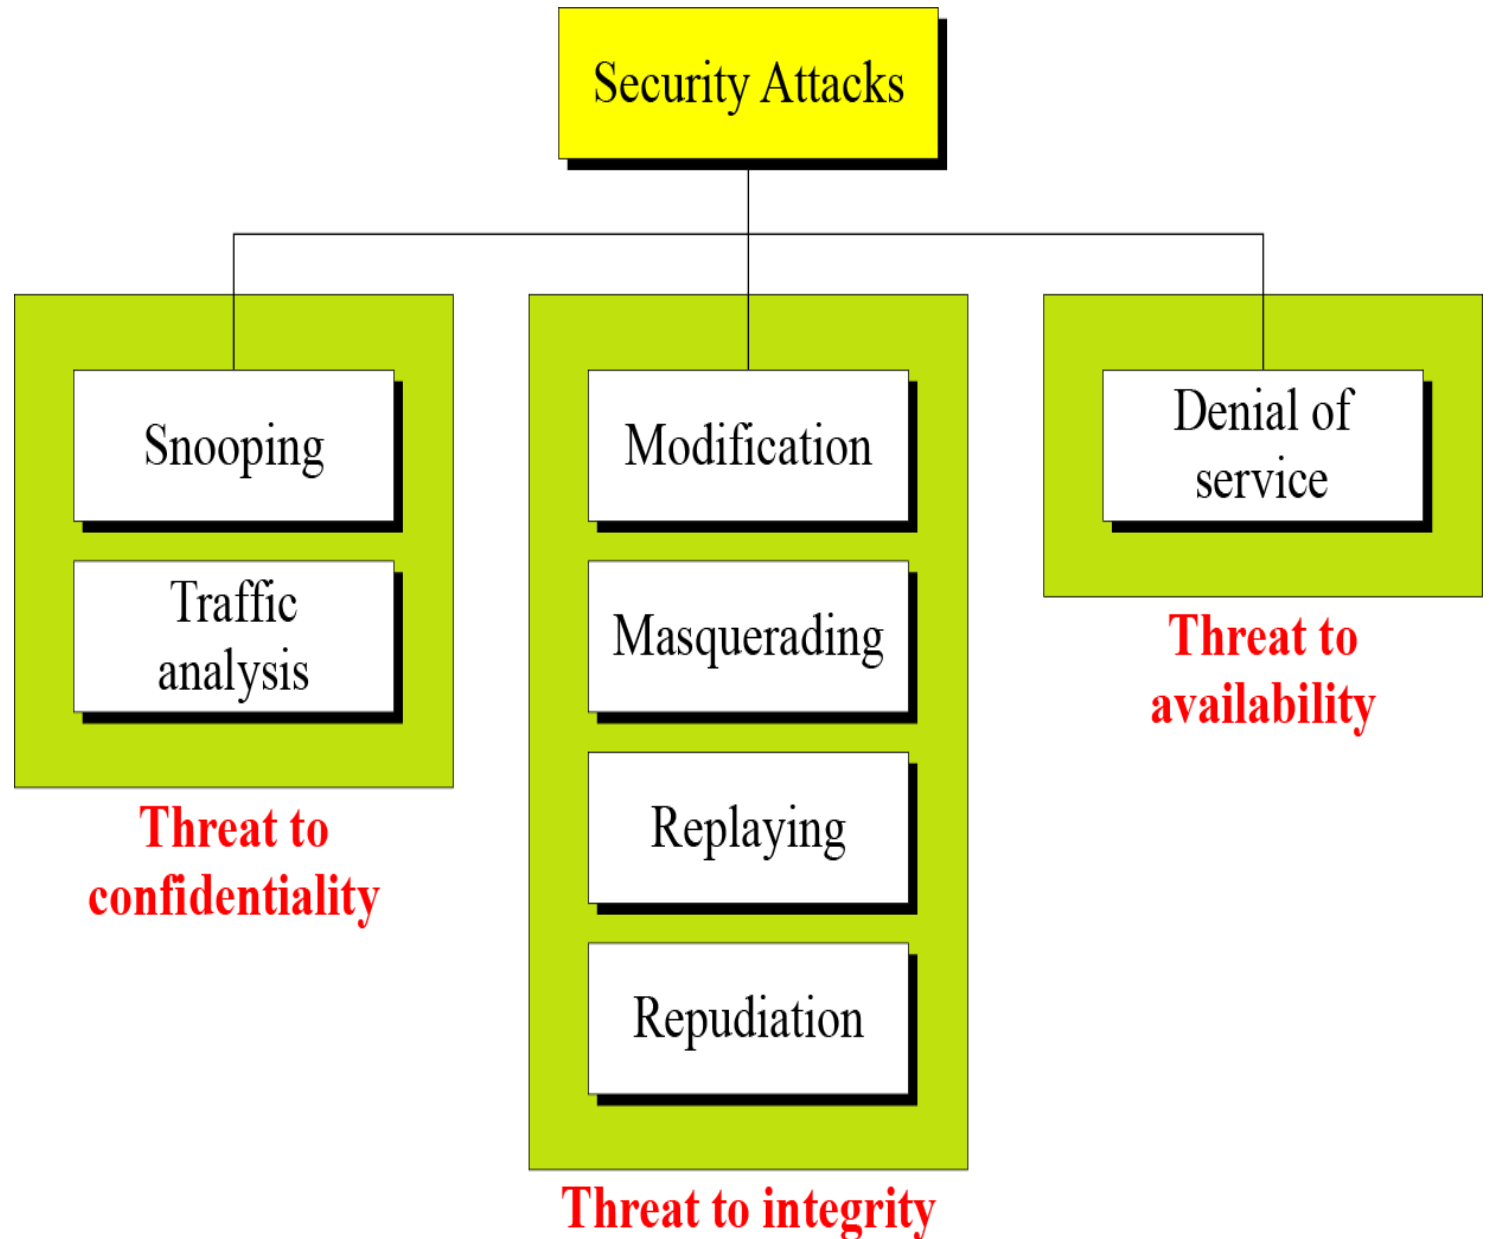 Security Attacks
Snooping
Traffic
analysis
Threat to
confidentiality
Modification
Masquerading
Replaying
Repudiation
Threat to integrity
Denial of
service
Threat to
availability